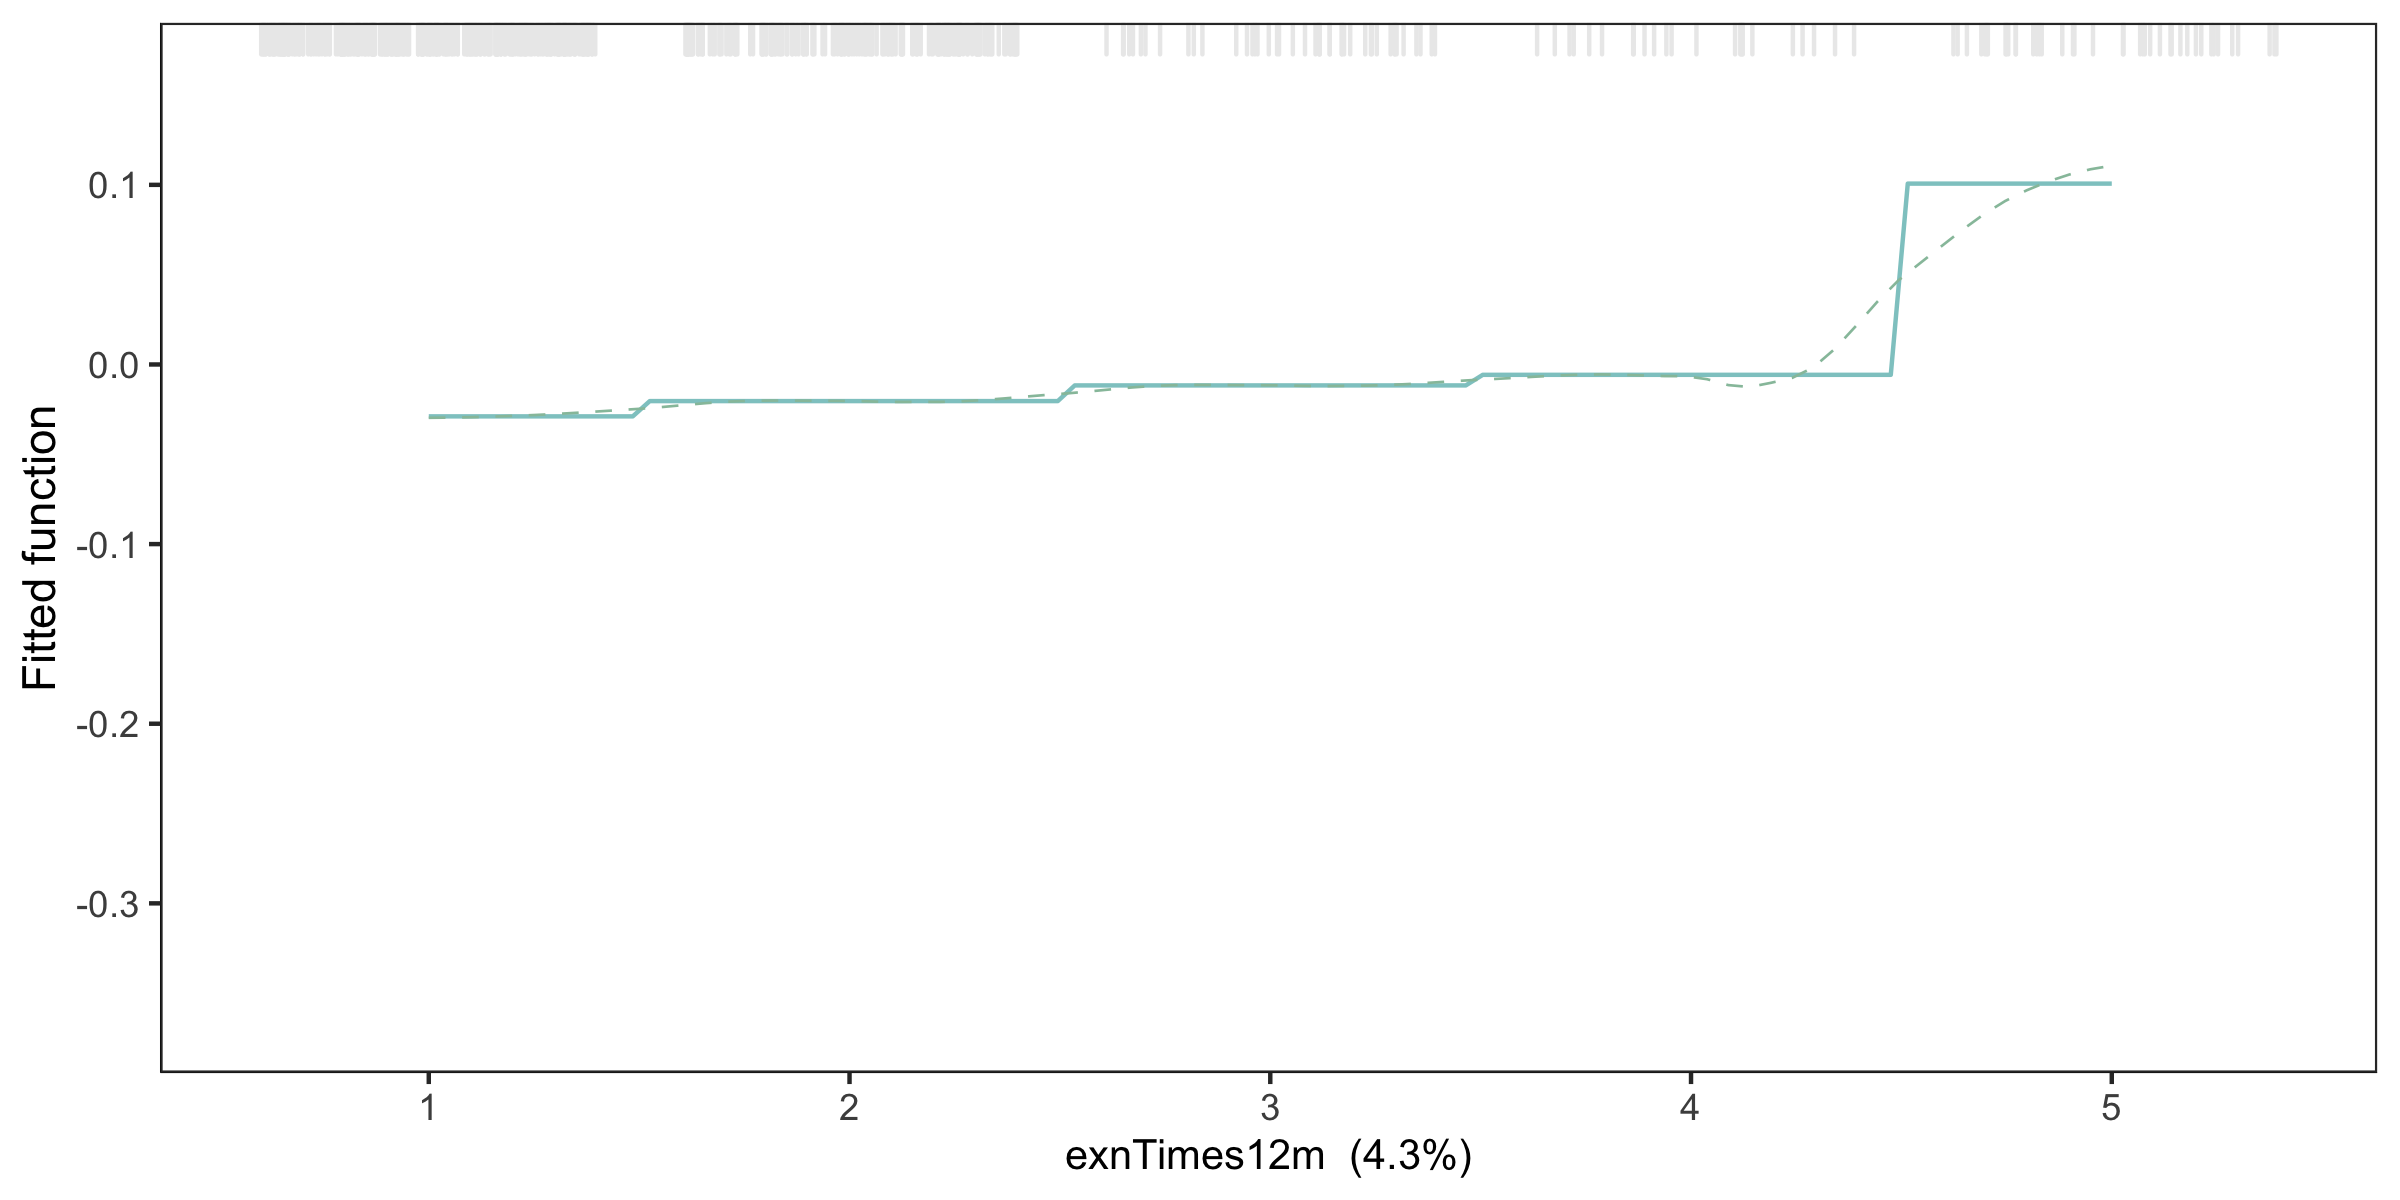 0.1
0.0
-0.1
-0.2
-0.3
Fitted function
1 2 3 4 5
exnTimes12m (4.3%)